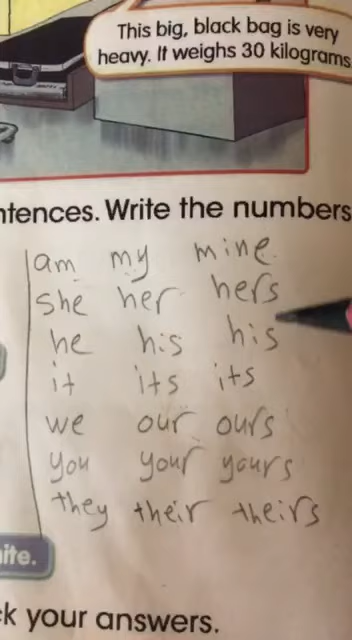 This big, black bag is very
heavy. It weighs 30 kilograms
ntences. Write the numbers
am my mine
she her hers
he his his
it its its
we our ours
you your yours
they their theirs
ite.
ck your answers.